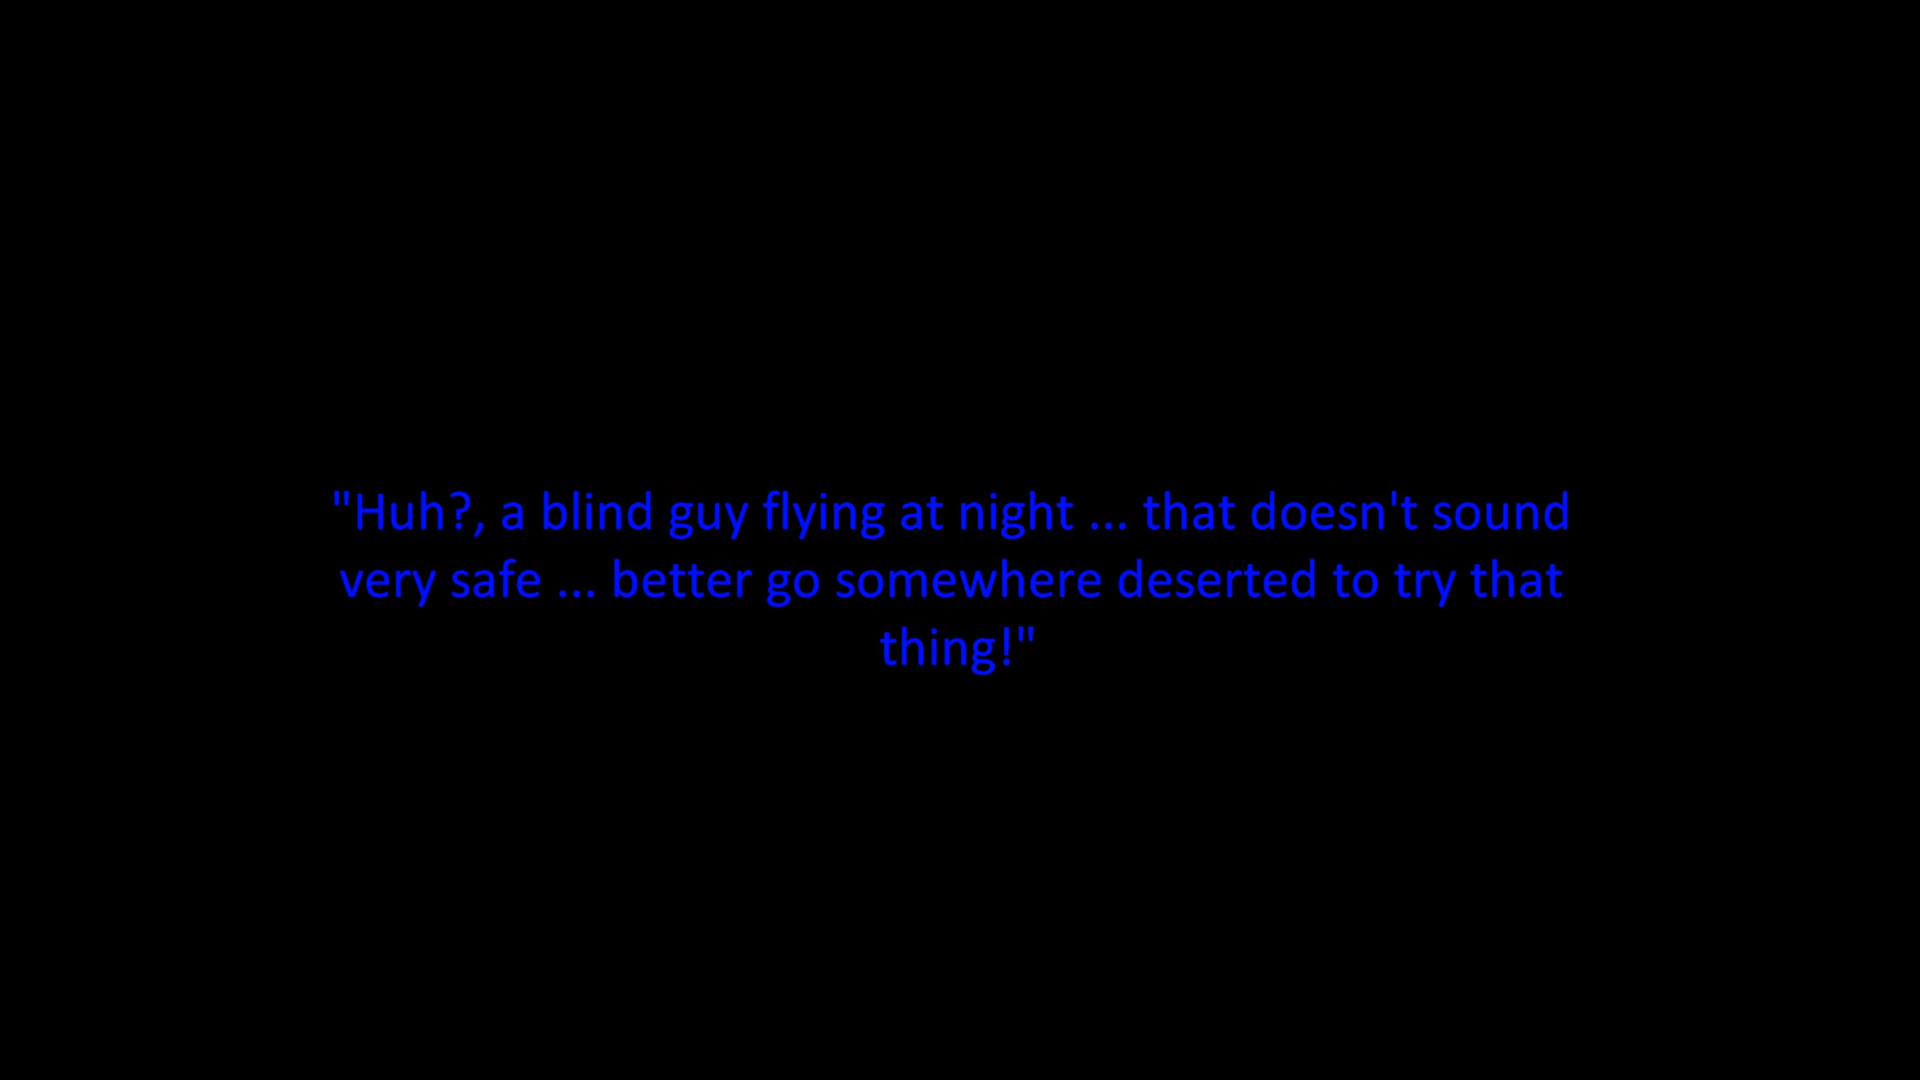 "Huh?, a blind guy flying at night ... that doesn't sound
very safe ... better go somewhere deserted to try that
thing!"